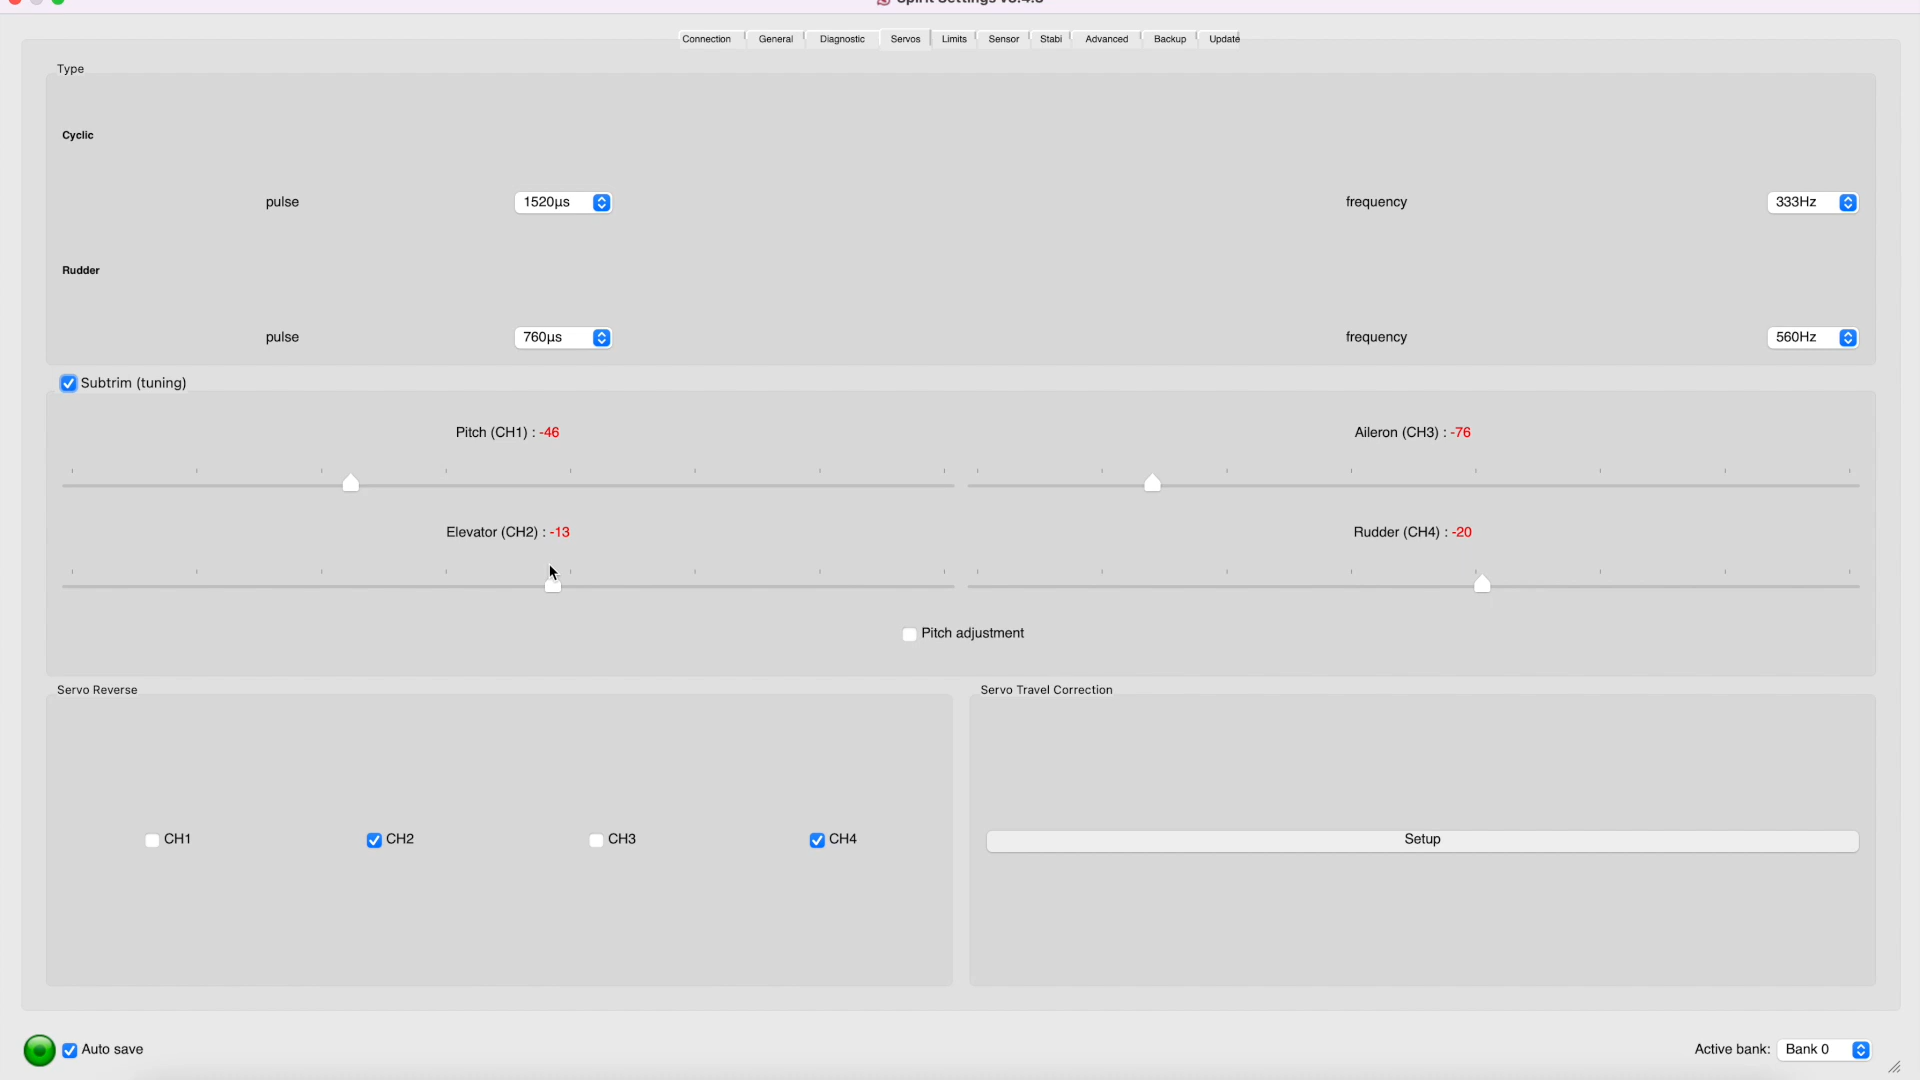 Spirit Settings
Connection General Diagnostic Servos Limits Sensor Stabi Advanced Backup Update
Type
Cyclic
pulse 1520µs frequency 333Hz
Rudder
pulse 760µs frequency 560Hz
Subtrim (tuning)
Pitch (CH1) : -46 Aileron (CH3) : -76
Elevator (CH2) : -13 Rudder (CH4) : -20
Pitch adjustment
Servo Reverse Servo Travel Correction
CH1 CH2 CH3 CH4 Setup
Auto save Active bank: Bank 0